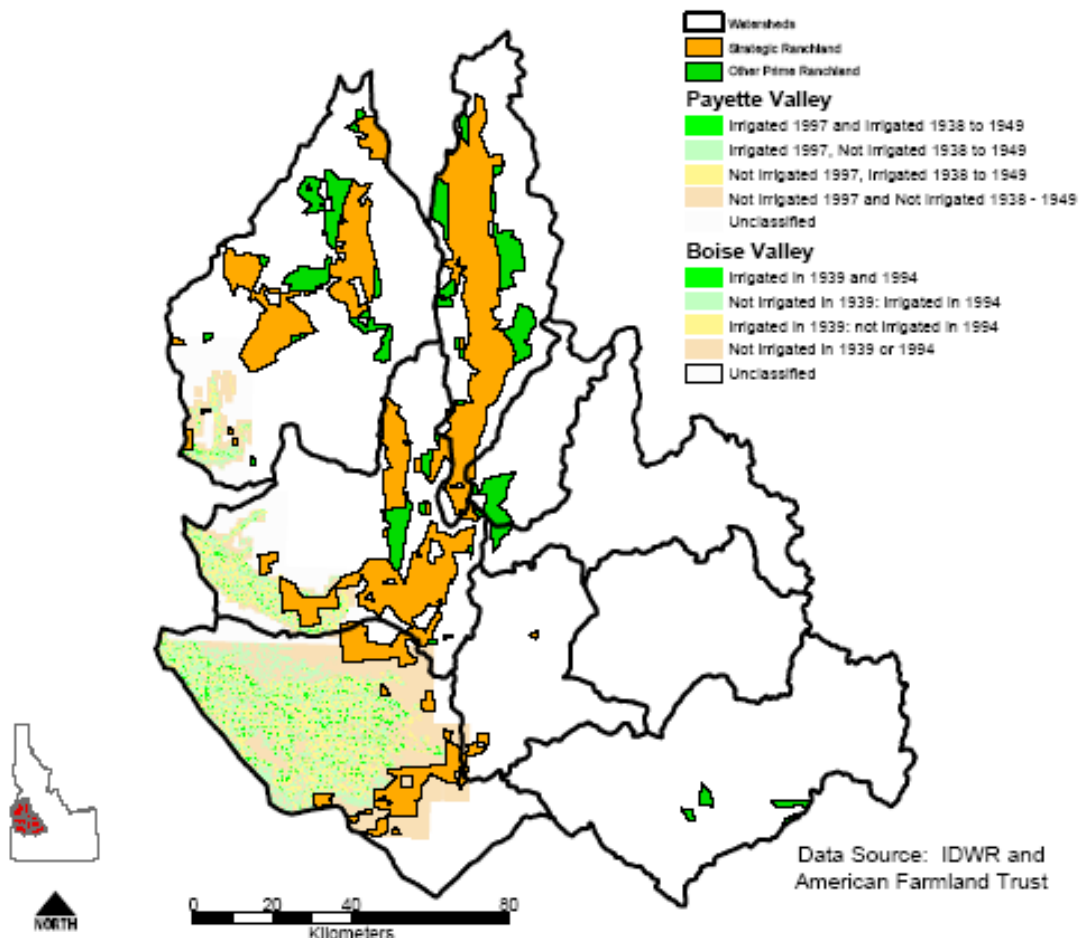 Watersheds
Strategic Ranchland
Other Prime Ranchland
Payette Valley
Irrigated 1997 and Irrigated 1938 to 1949
Irrigated 1997, Not Irrigated 1938 to 1949
Not Irrigated 1997, Irrigated 1938 to 1949
Not Irrigated 1997 and Not Irrigated 1938 - 1949
Unclassified
Boise Valley
Irrigated in 1939 and 1994
Not Irrigated in 1939: Irrigated in 1994
Irrigated in 1939: not Irrigated in 1994
Not Irrigated in 1939 or 1994
Unclassified
Data Source: IDWR and
American Farmland Trust
NORTH
0 20 40 80
Kilometers